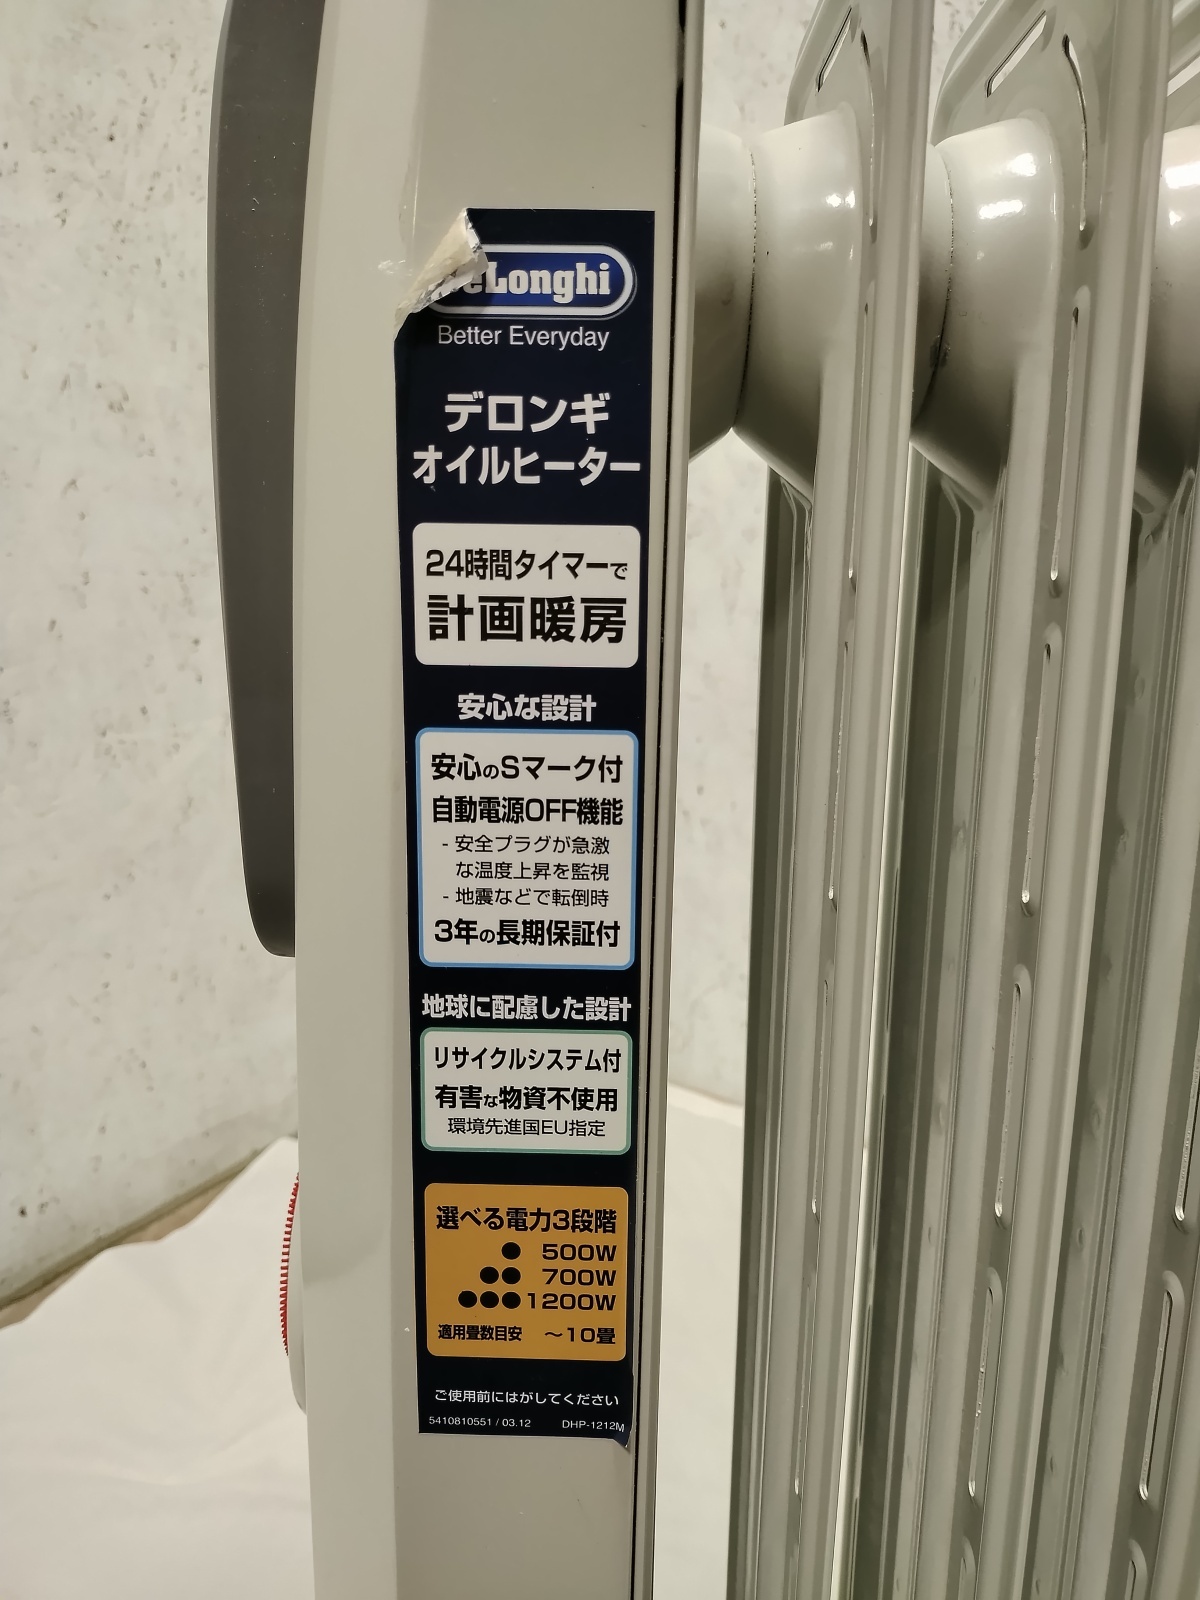 eLonghi
Better Everyday
デロンギ
オイルヒーター
24時間タイマーで
計画暖房
安心な設計
安心のSマーク付
自動電源OFF機能
- 安全プラグが急激
な温度上昇を監視
- 地震などで転倒時
3年の長期保証付
地球に配慮した設計
リサイクルシステム付
有害な物資不使用
環境先進国EU指定
選べる電力3段階
● 500W
●● 700W
●●● 1200W
適用畳数目安 ～10畳
ご使用前にはがしてください
5410810551 / 03.12 DHP-1212M